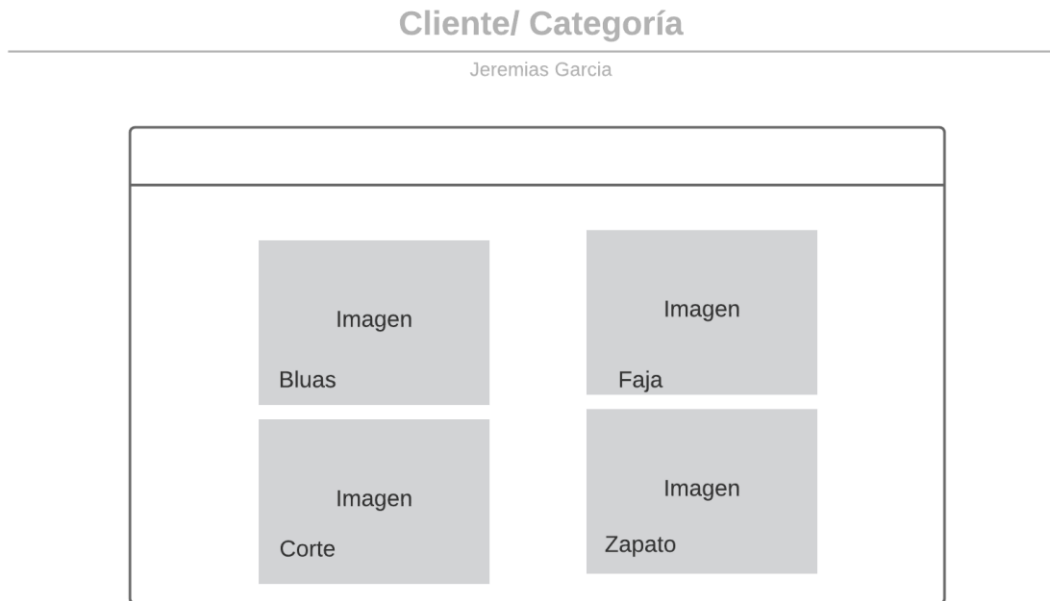 Cliente/ Categoría
Jeremias Garcia
Imagen
Bluas
Imagen
Faja
Imagen
Corte
Imagen
Zapato